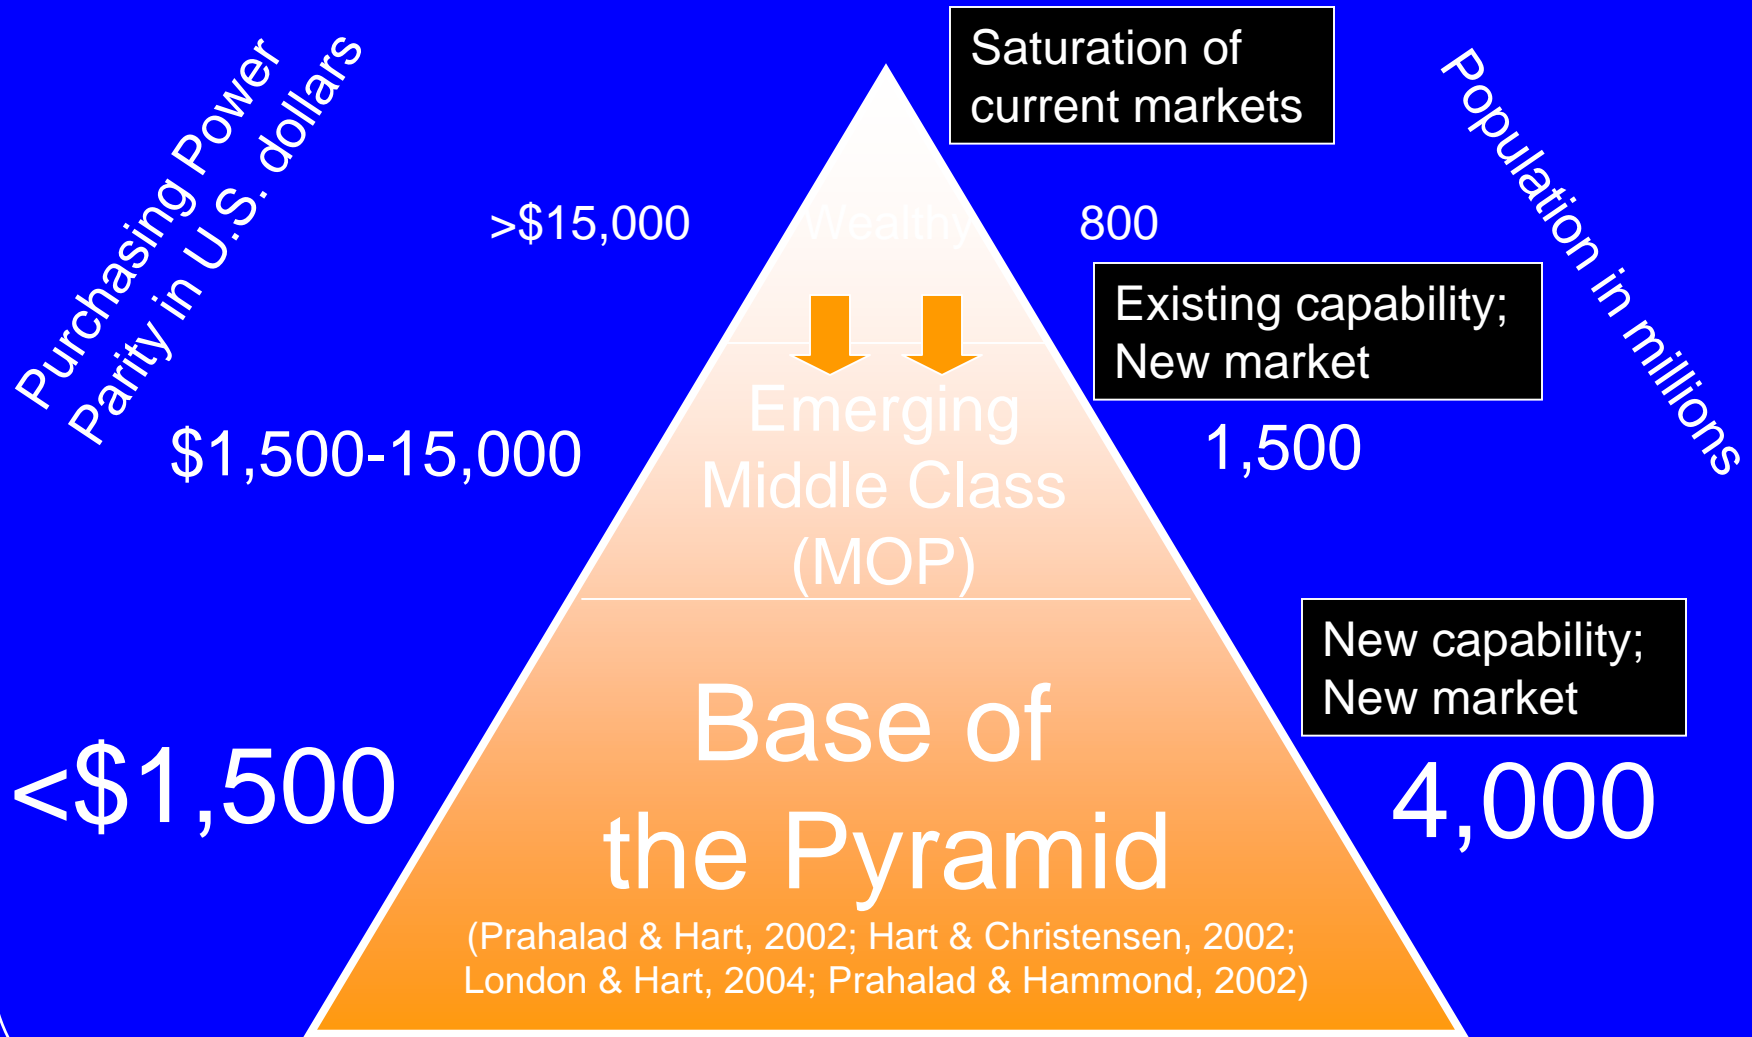 Purchasing Power
Parity in U.S. dollars
Saturation of
current markets
Population in millions
>$15,000
Wealthy
800
Existing capability;
New market
$1,500-15,000
Emerging
Middle Class
(MOP)
1,500
New capability;
New market
<$1,500
Base of
the Pyramid
4,000
(Prahalad & Hart, 2002; Hart & Christensen, 2002;
London & Hart, 2004; Prahalad & Hammond, 2002)